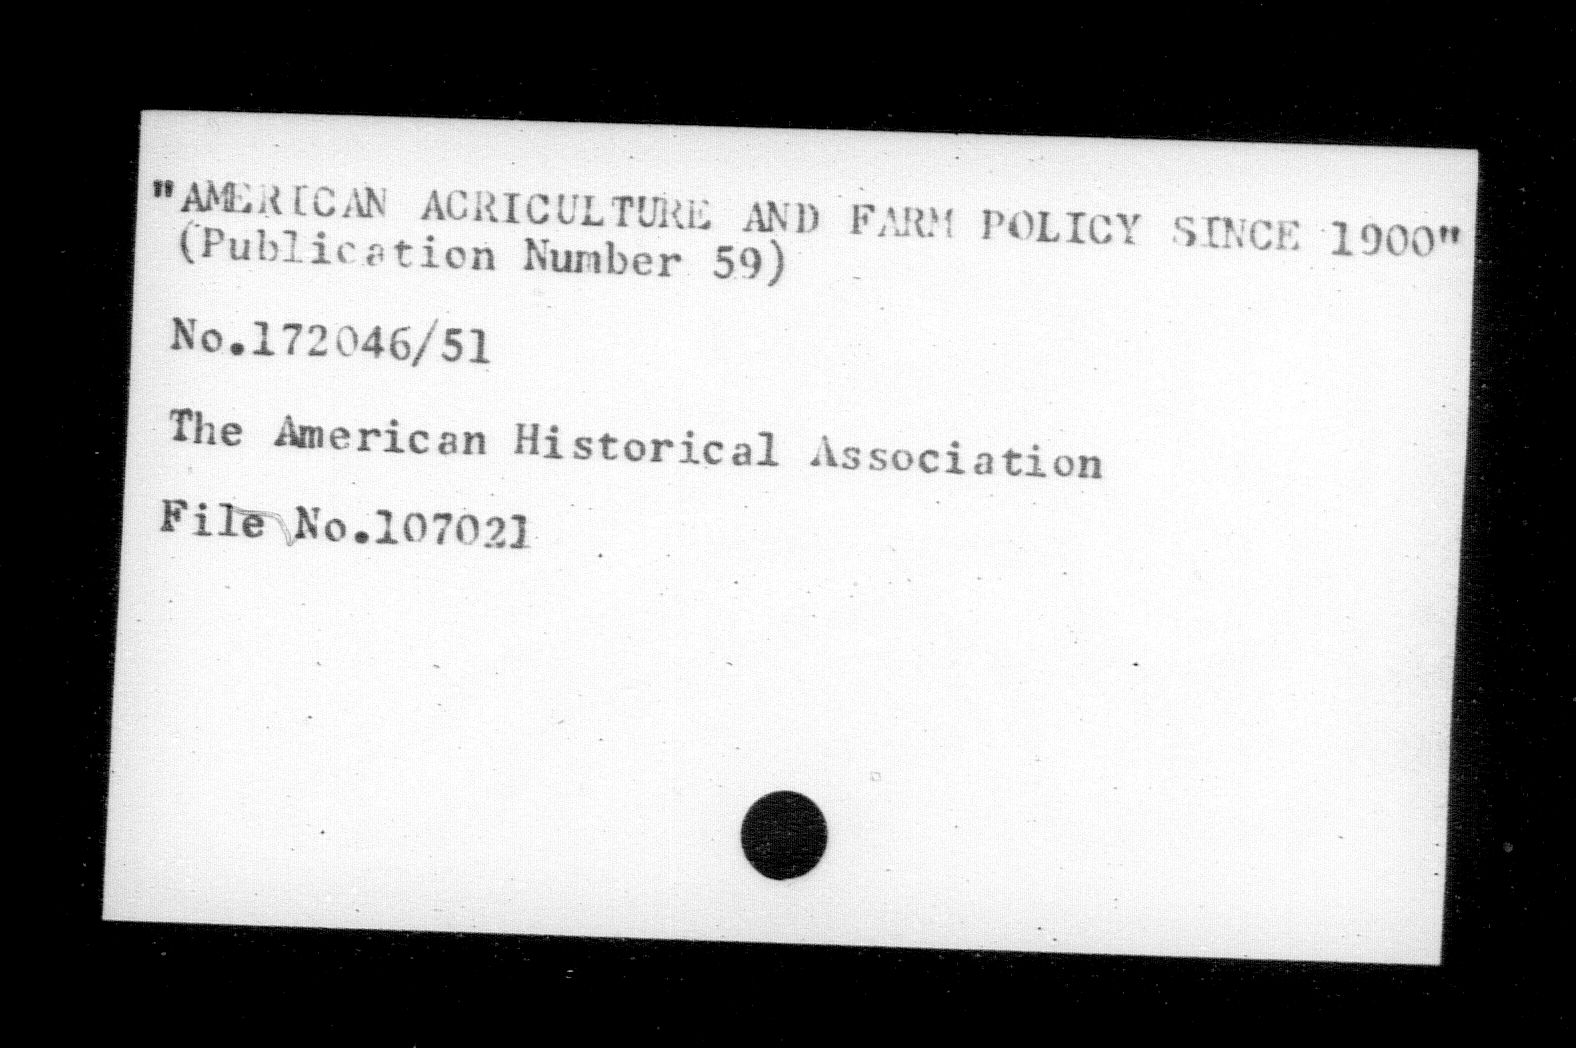 "AMERICAN AGRICULTURE AND FARM POLICY SINCE 1900"
(Publication Number 59)
No.172046/51
The American Historical Association
File No.107021